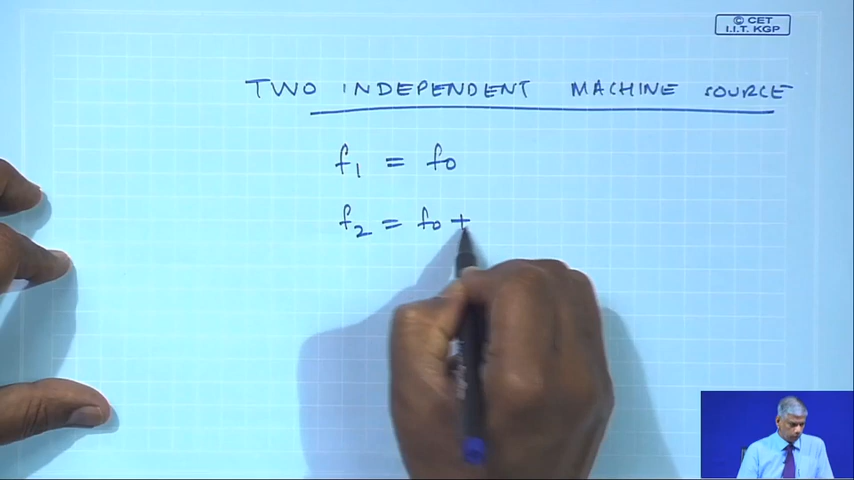 © CET
I.I.T. KGP
TWO INDEPENDENT MACHINE SOURCE
f1 = f0
f2 = f0 +